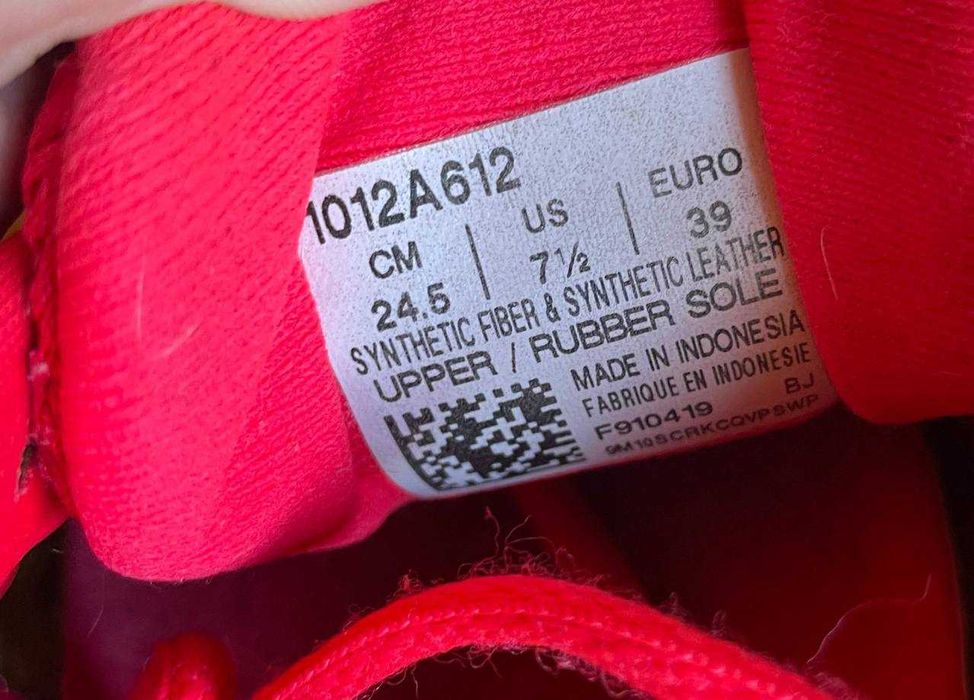 1012A612
CM | US | EURO
24.5 | 7½ | 39
SYNTHETIC FIBER & SYNTHETIC LEATHER
UPPER / RUBBER SOLE
MADE IN INDONESIA
FABRIQUE EN INDONESIE
F910419 BJ
9M10SCRKCQVP9WP